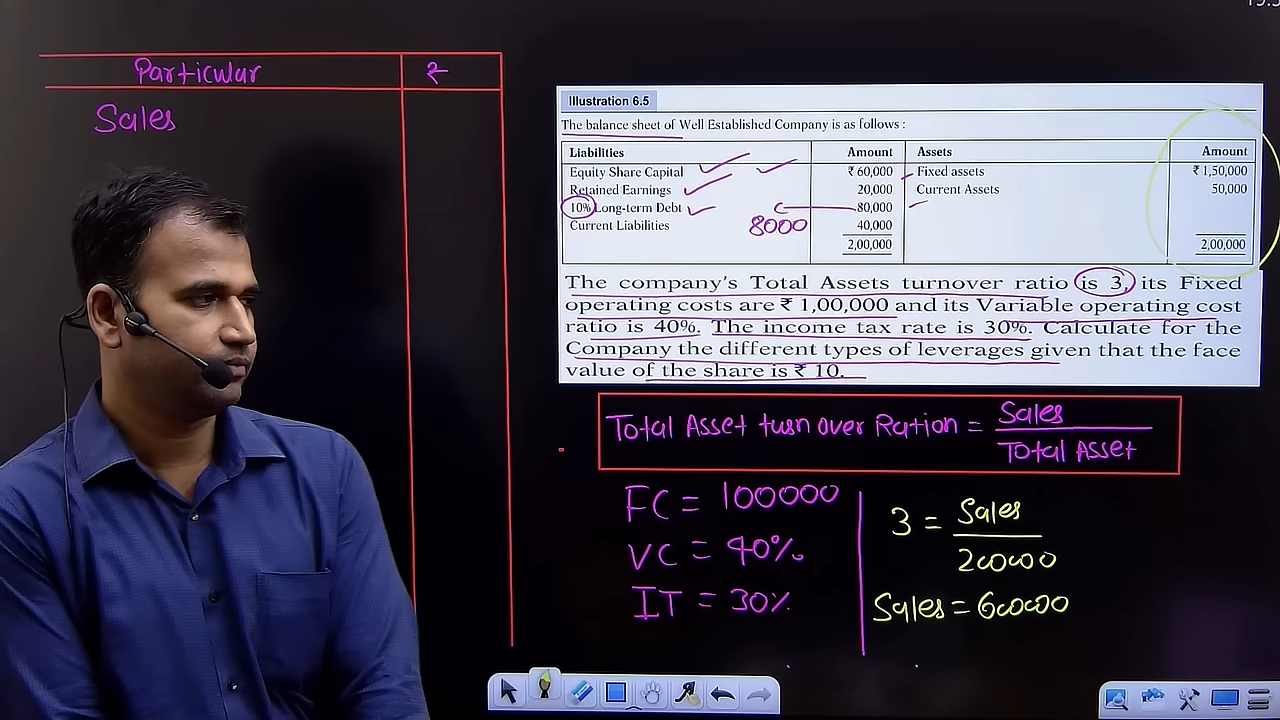 Particular ₹
Sales
Illustration 6.5
The balance sheet of Well Established Company is as follows :
Liabilities Amount Assets Amount
Equity Share Capital ₹ 60,000 Fixed assets ₹ 1,50,000
Retained Earnings 20,000 Current Assets 50,000
10% Long-term Debt 80,000
8000
Current Liabilities 40,000
2,00,000 2,00,000
The company's Total Assets turnover ratio is 3, its Fixed
operating costs are ₹ 1,00,000 and its Variable operating cost
ratio is 40%. The income tax rate is 30%. Calculate for the
Company the different types of leverages given that the face
value of the share is ₹ 10.
Total Asset turn over Ration = Sales
Total Asset
FC = 100000
VC = 40%
IT = 30%
3 = Sales
200000
Sales = 600000